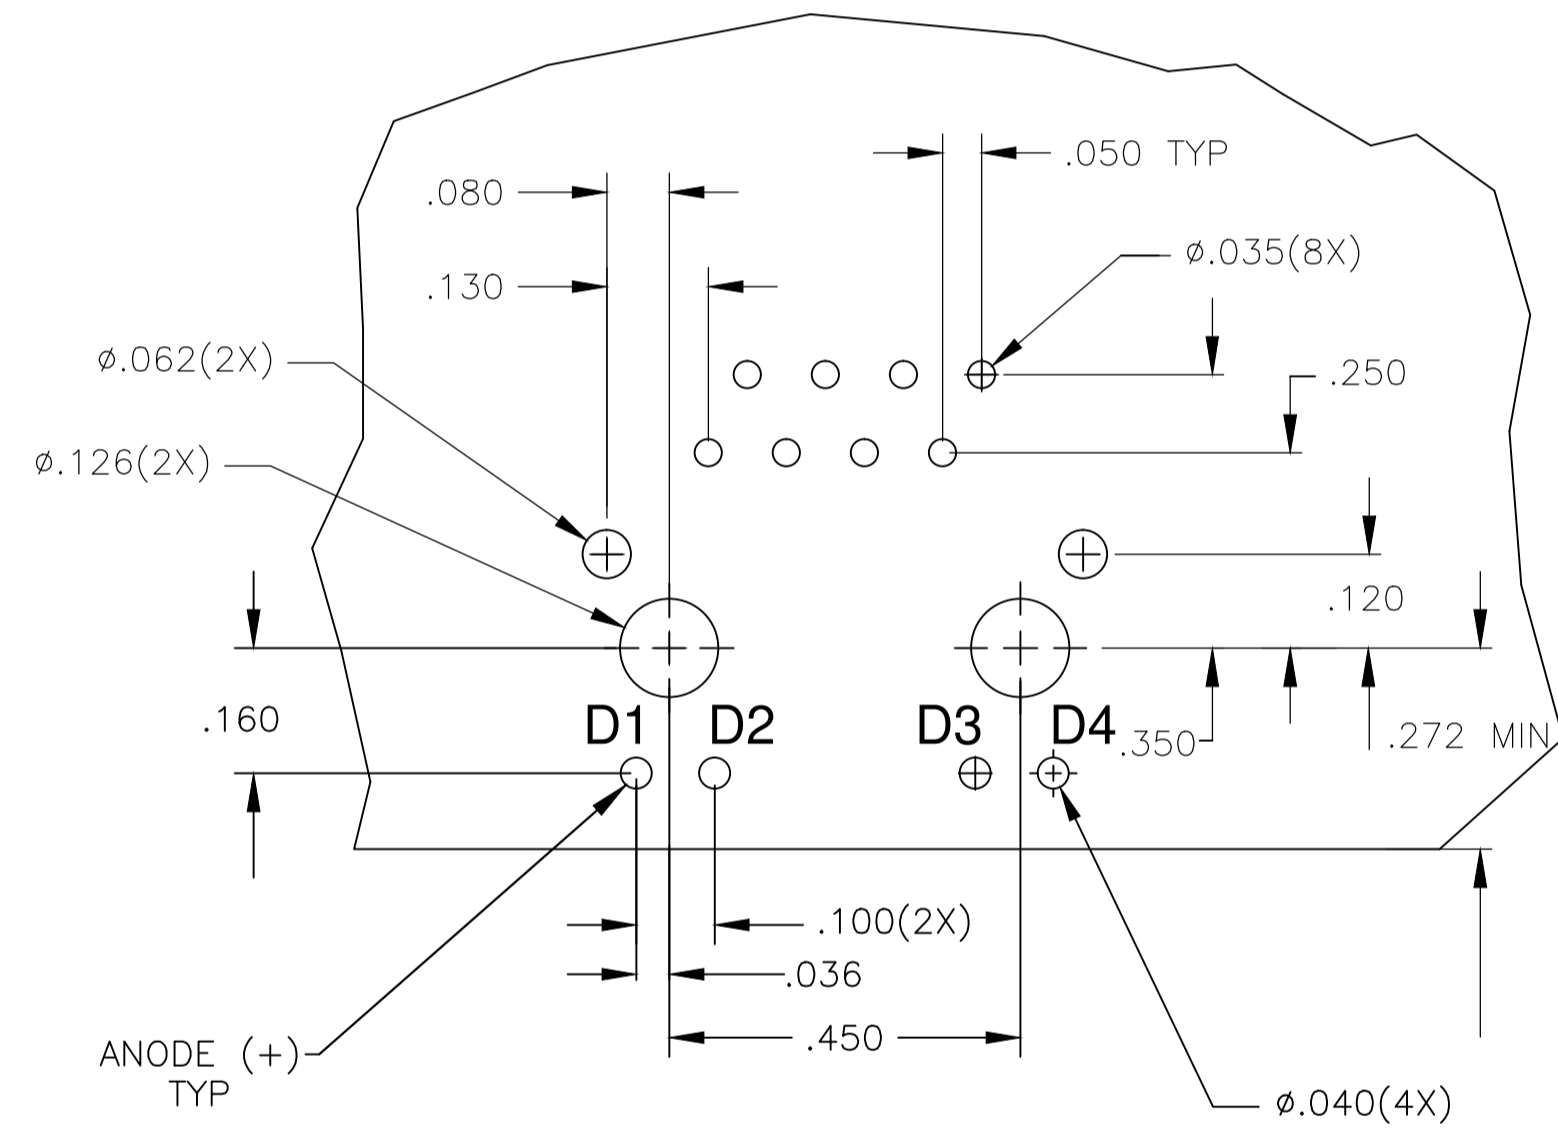 .050 TYP
.080
ø.035(8X)
.130
ø.062(2X)
.250
ø.126(2X)
.120
.160
D1 D2 D3 D4
.350
.272 MIN
.100(2X)
.036
.450
ANODE (+)
TYP
ø.040(4X)